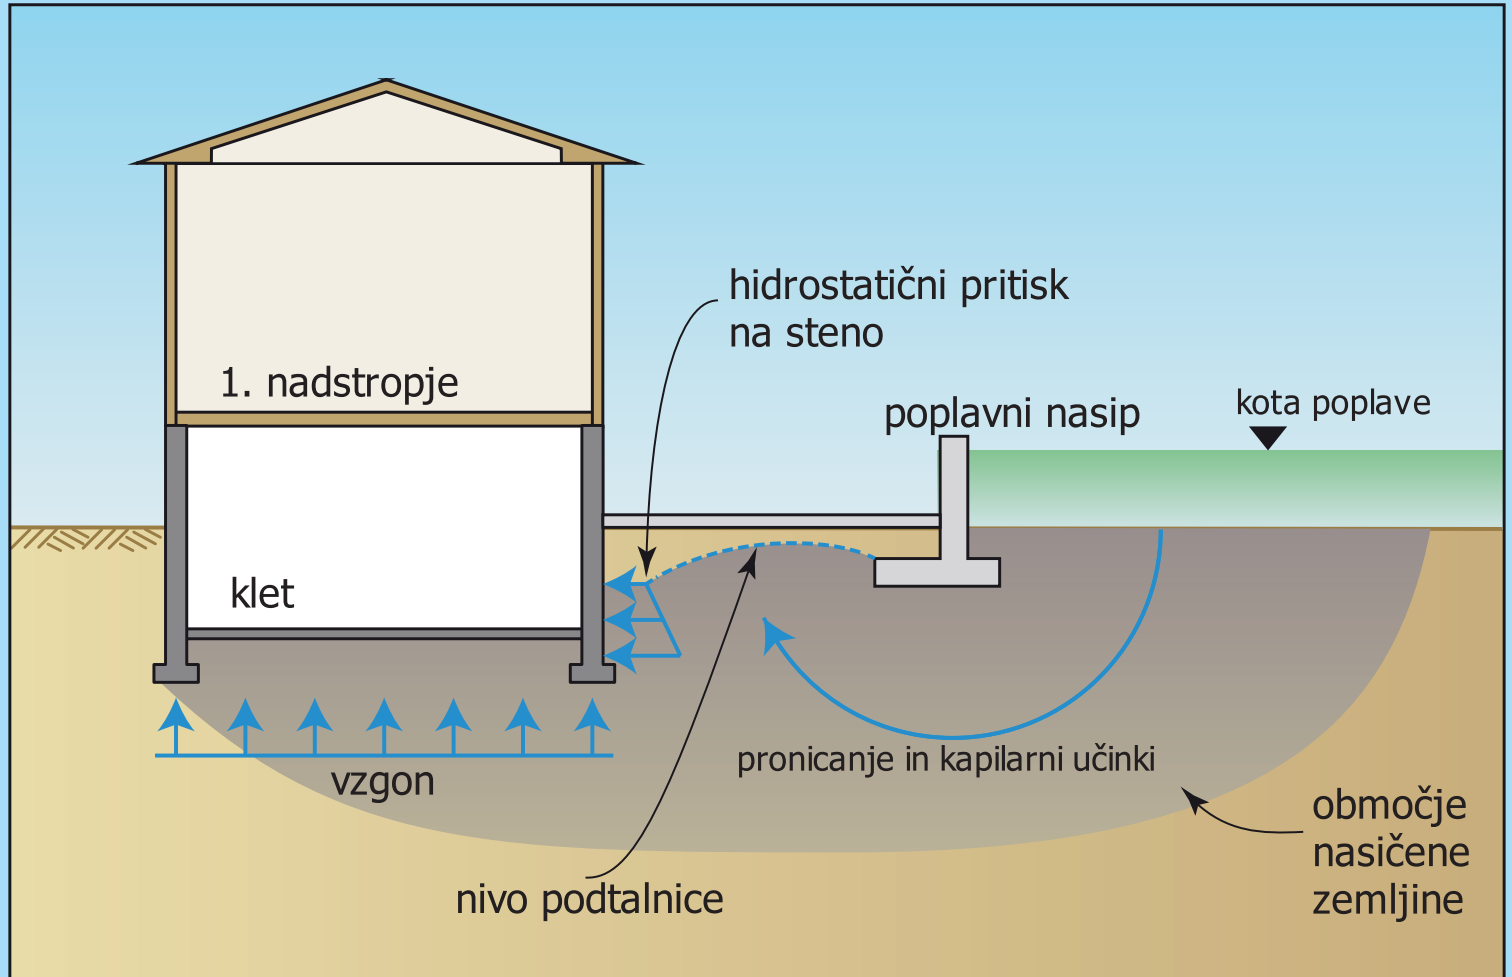 hidrostatični pritisk
na steno
1. nadstropje
poplavni nasip
kota poplave
klet
vzgon
pronicanje in kapilarni učinki
nivo podtalnice
območje
nasičene
zemljine